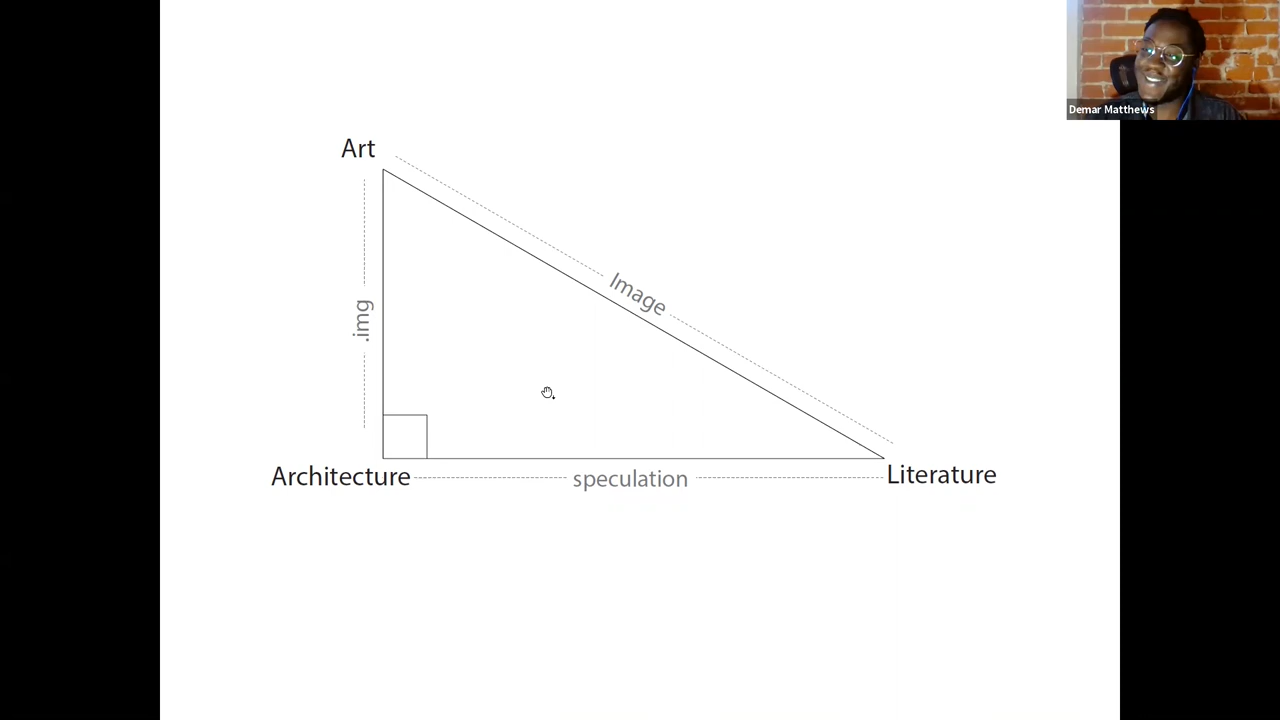 Demar Matthews
Art
Image
.img
Architecture
speculation
Literature